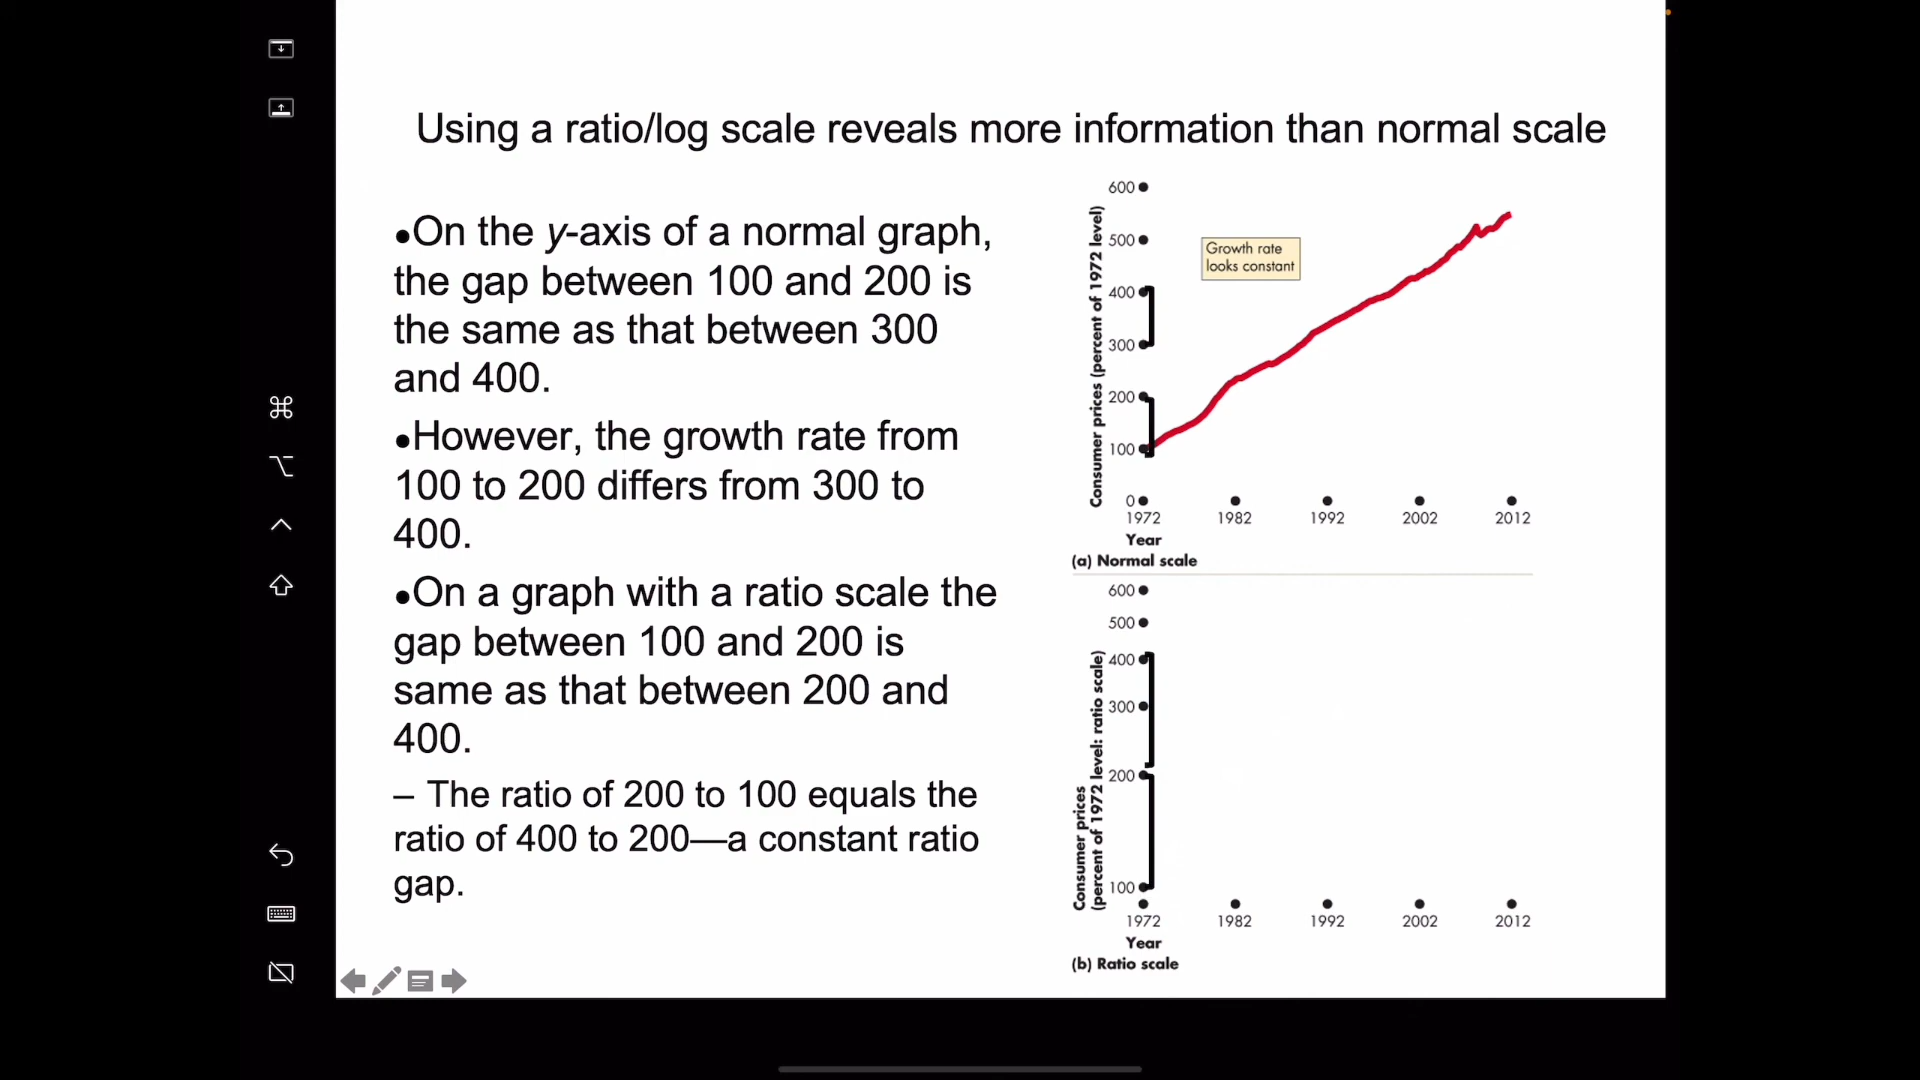 Using a ratio/log scale reveals more information than normal scale
●On the y-axis of a normal graph,
the gap between 100 and 200 is
the same as that between 300
and 400.
●However, the growth rate from
100 to 200 differs from 300 to
400.
●On a graph with a ratio scale the
gap between 100 and 200 is
same as that between 200 and
400.
– The ratio of 200 to 100 equals the
ratio of 400 to 200—a constant ratio
gap.
Consumer prices (percent of 1972 level)
600
500
400
300
200
100
0
Growth rate
looks constant
1972 1982 1992 2002 2012
Year
(a) Normal scale
Consumer prices
(percent of 1972 level: ratio scale)
600
500
400
300
200
100
1972 1982 1992 2002 2012
Year
(b) Ratio scale